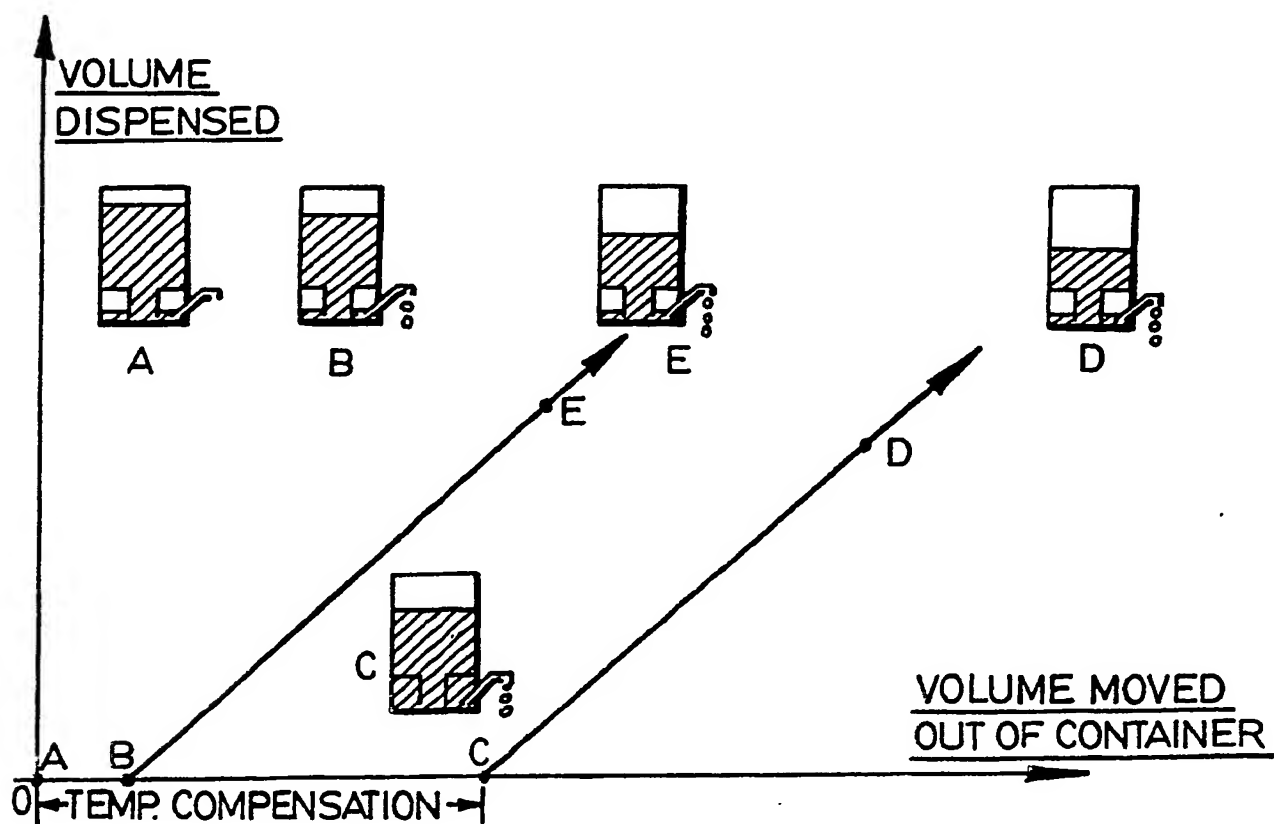 VOLUME
DISPENSED
A
B
E
D
E
D
C
VOLUME MOVED
OUT OF CONTAINER
A
B
C
0
TEMP. COMPENSATION